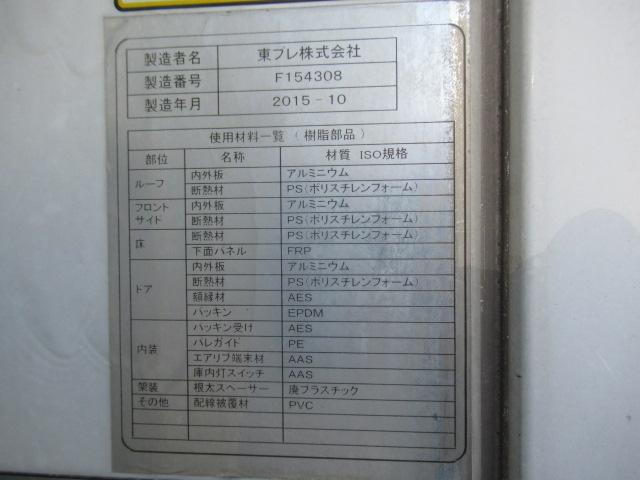 製造者名 東プレ株式会社
製造番号 F154308
製造年月 2015-10
使用材料一覧（樹脂部品）
部位 名称 材質 ISO規格
ルーフ 内外板 アルミニウム
断熱材 PS(ポリスチレンフォーム)
フロント サイド 内外板 アルミニウム
断熱材 PS(ポリスチレンフォーム)
床 断熱材 PS(ポリスチレンフォーム)
下面パネル FRP
ドア 内外板 アルミニウム
断熱材 PS(ポリスチレンフォーム)
額縁材 AES
パッキン EPDM
内装 パッキン受け AES
バレガイド PE
エアリブ端末材 AAS
庫内灯スイッチ AAS
架装 根太スペーサー 廃プラスチック
その他 配線被覆材 PVC